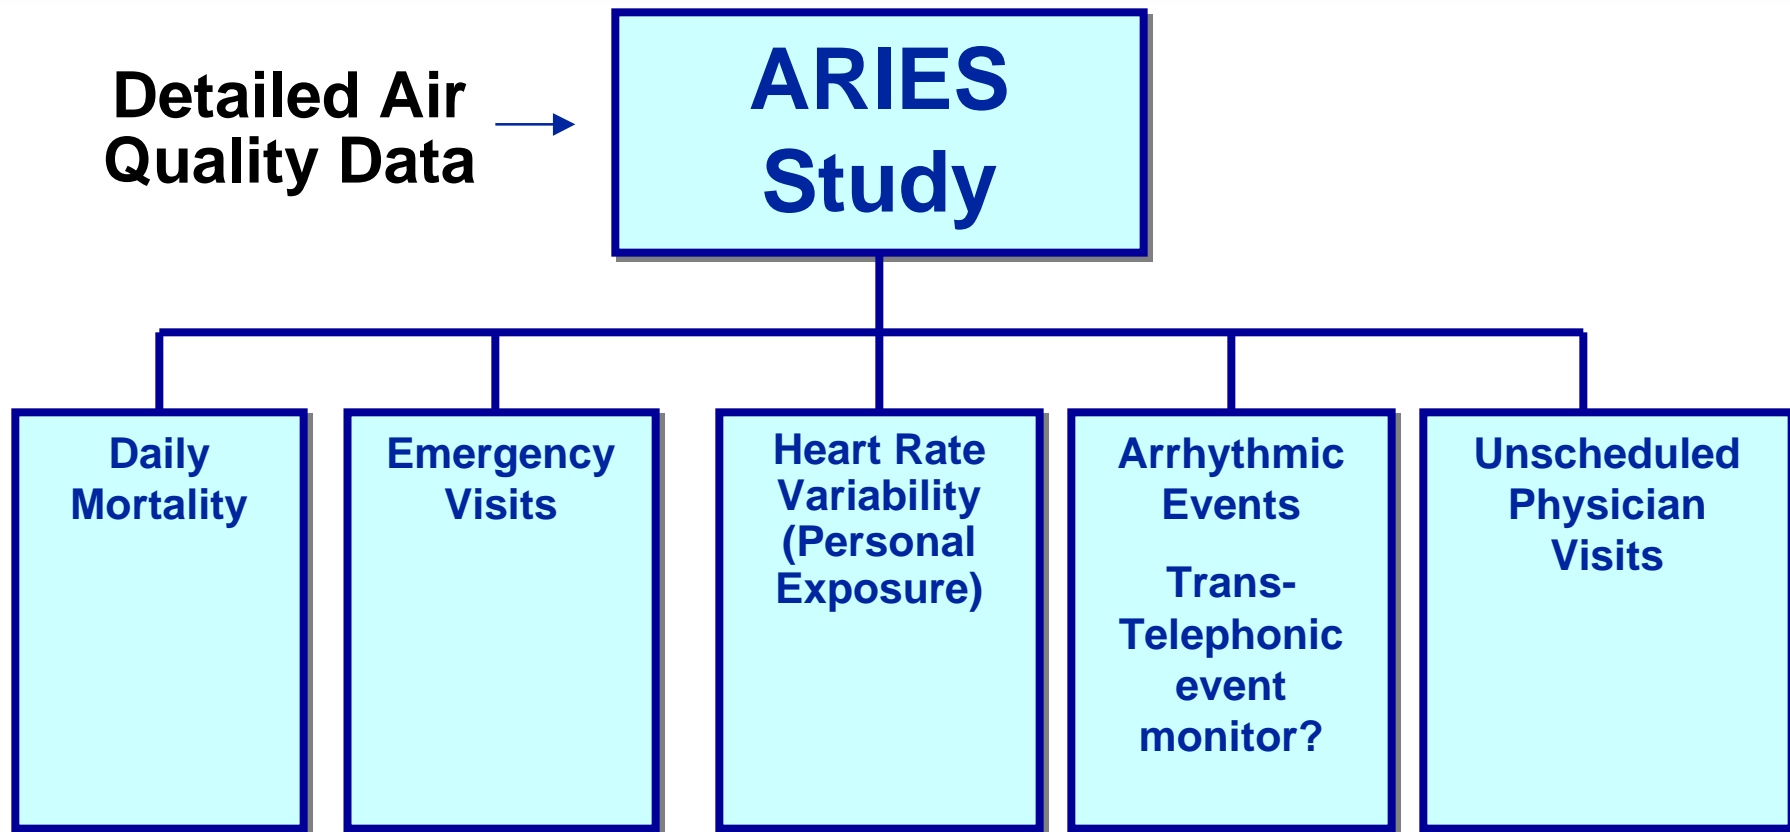 Detailed Air
Quality Data
ARIES
Study
Daily
Mortality
Emergency
Visits
Heart Rate
Variability
(Personal
Exposure)
Arrhythmic
Events
Trans-
Telephonic
event
monitor?
Unscheduled
Physician
Visits